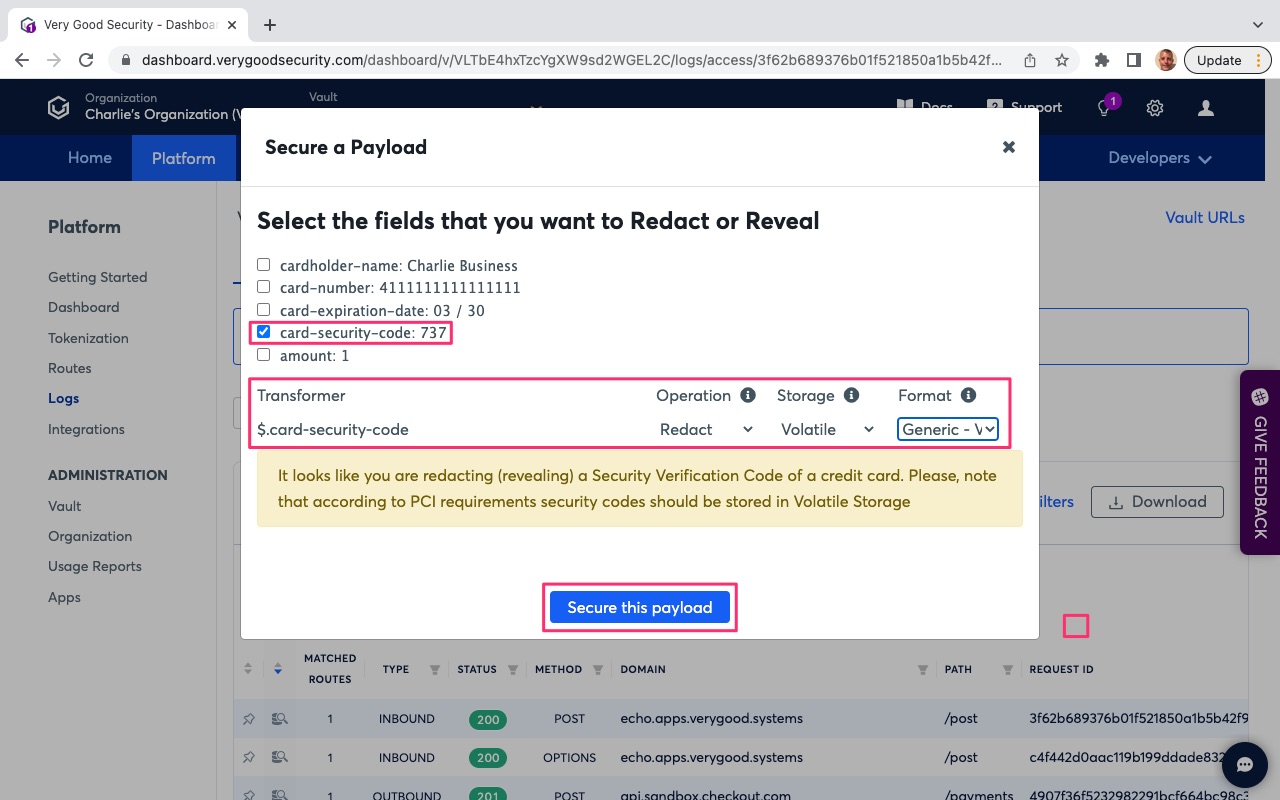 Very Good Security - Dashboa
dashboard.verygoodsecurity.com/dashboard/v/VLTbE4hxTzcYgXW9sd2WGEL2C/logs/access/3f62b689376b01f521850a1b5b42f...
Update
Organization
Charlie's Organization (V
Vault
Docs
Support
1
Home
Platform
Developers
Secure a Payload
Vault URLs
Platform
Getting Started
Dashboard
Tokenization
Routes
Logs
Integrations
ADMINISTRATION
Vault
Organization
Usage Reports
Apps
Select the fields that you want to Redact or Reveal
cardholder-name: Charlie Business
card-number: 4111111111111111
card-expiration-date: 03 / 30
card-security-code: 737
amount: 1
Transformer Operation Storage Format
$.card-security-code Redact Volatile Generic - V
It looks like you are redacting (revealing) a Security Verification Code of a credit card. Please, note
that according to PCI requirements security codes should be stored in Volatile Storage
Secure this payload
ilters
Download
GIVE FEEDBACK
MATCHED
ROUTES TYPE STATUS METHOD DOMAIN PATH REQUEST ID
1 INBOUND 200 POST echo.apps.verygood.systems /post 3f62b689376b01f521850a1b5b42f9
1 INBOUND 200 OPTIONS echo.apps.verygood.systems /post c4f442d0aac119b199ddade832
1 OUTBOUND 201 POST api.sandbox.checkout.com /payments 4907f36f5232982291bcf664bc98c3